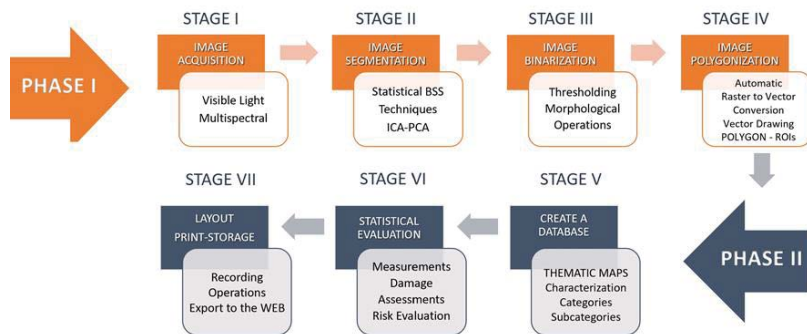 PHASE I
STAGE I
IMAGE
ACQUISITION
Visible Light
Multispectral
STAGE II
IMAGE
SEGMENTATION
Statistical BSS
Techniques
ICA-PCA
STAGE III
IMAGE
BINARIZATION
Thresholding
Morphological
Operations
STAGE IV
IMAGE
POLYGONIZATION
Automatic
Raster to Vector
Conversion
Vector Drawing
POLYGON - ROIs
PHASE II
STAGE V
CREATE A
DATABASE
THEMATIC MAPS
Characterization
Categories
Subcategories
STAGE VI
STATISTICAL
EVALUATION
Measurements
Damage
Assessments
Risk Evaluation
STAGE VII
LAYOUT
PRINT-STORAGE
Recording
Operations
Export to the WEB